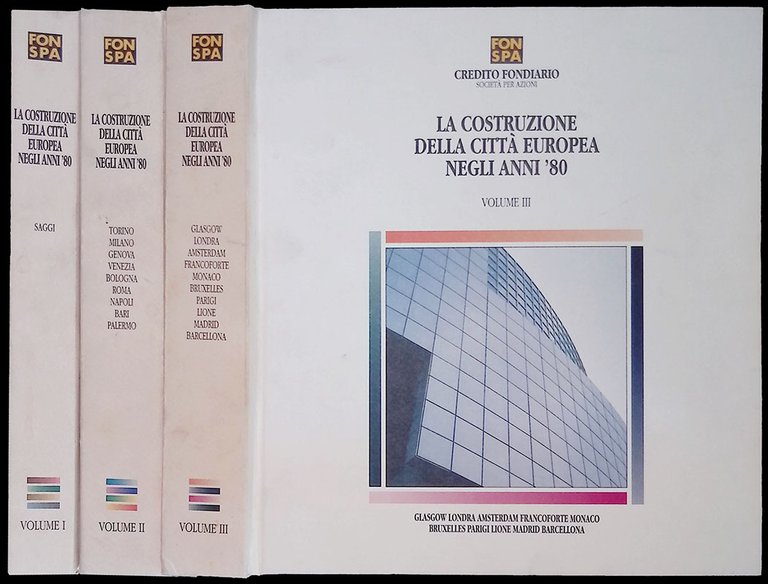 FON
SPA
LA COSTRUZIONE
DELLA CITTÀ
EUROPEA
NEGLI ANNI '80
SAGGI
VOLUME I
FON
SPA
LA COSTRUZIONE
DELLA CITTÀ
EUROPEA
NEGLI ANNI '80
TORINO
MILANO
GENOVA
VENEZIA
BOLOGNA
ROMA
NAPOLI
BARI
PALERMO
VOLUME II
FON
SPA
LA COSTRUZIONE
DELLA CITTÀ
EUROPEA
NEGLI ANNI '80
GLASGOW
LONDRA
AMSTERDAM
FRANCOFORTE
MONACO
BRUXELLES
PARIGI
LIONE
MADRID
BARCELLONA
VOLUME III
FON
SPA
CREDITO FONDIARIO
SOCIETÀ PER AZIONI
LA COSTRUZIONE
DELLA CITTÀ EUROPEA
NEGLI ANNI '80
VOLUME III
GLASGOW LONDRA AMSTERDAM FRANCOFORTE MONACO
BRUXELLES PARIGI LIONE MADRID BARCELLONA